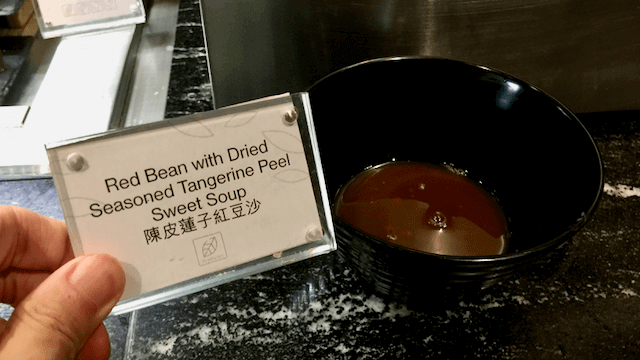 Red Bean with Dried
Seasoned Tangerine Peel
Sweet Soup
陳皮蓮子紅豆沙